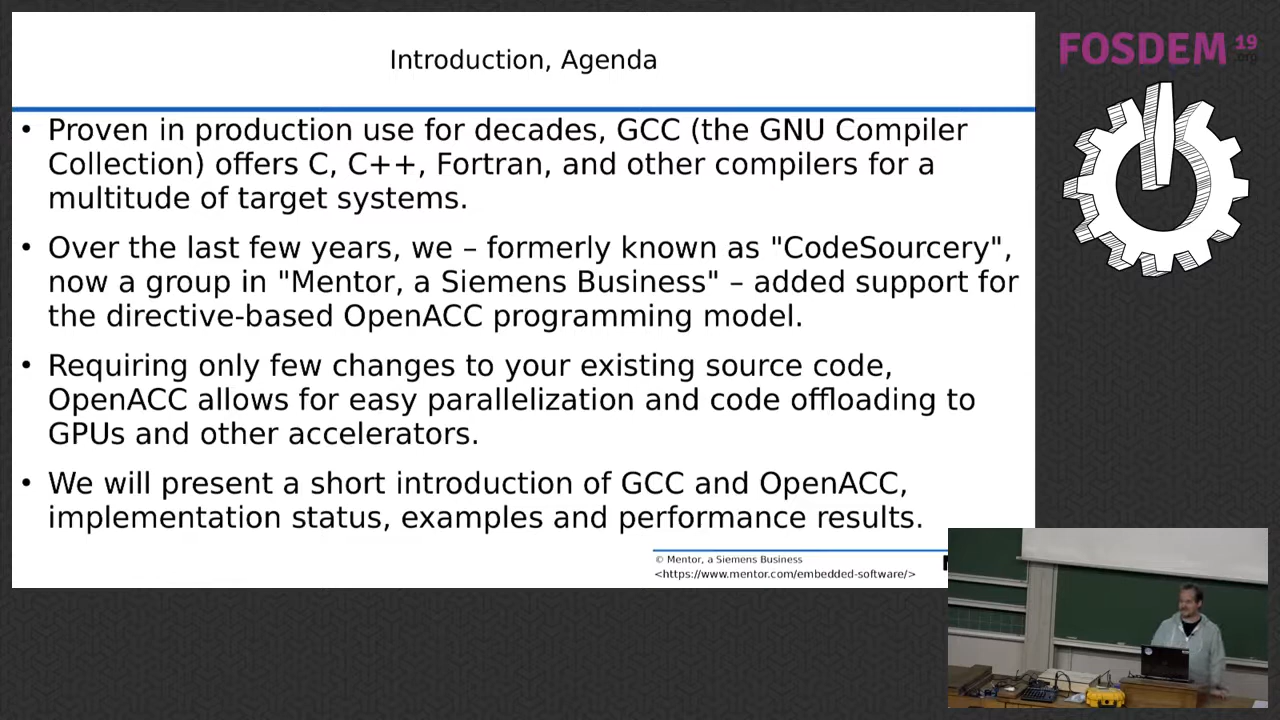 Introduction, Agenda
• Proven in production use for decades, GCC (the GNU Compiler
Collection) offers C, C++, Fortran, and other compilers for a
multitude of target systems.
• Over the last few years, we – formerly known as "CodeSourcery",
now a group in "Mentor, a Siemens Business" – added support for
the directive-based OpenACC programming model.
• Requiring only few changes to your existing source code,
OpenACC allows for easy parallelization and code offloading to
GPUs and other accelerators.
• We will present a short introduction of GCC and OpenACC,
implementation status, examples and performance results.
© Mentor, a Siemens Business
<https://www.mentor.com/embedded-software/>
FOSDEM 19
.org